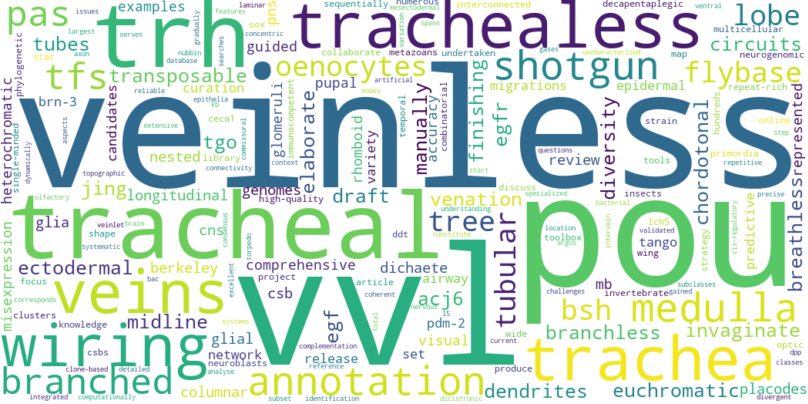 pas
issues
examples
trh
tubes
stat
phylogenetic
largest
serves
axon
nubbin
database
gradually
features
laminar
concentric
searches
sox
pns
guided
trachealess
sequentially
collaborate
metazoans
spans
mesectodermal
variation
numerous
interconnected
undertaken
decapentaplegic
ventral
multicellular
map
gases
uncharacterized
lobe
circuits
neurogenomic
tfs
transposable
oenocytes
shotgun
flybase
brn-3
curation
migrations
epidermal
repeat-rich
heterochromatic
single-minded
dynamically
aspects
candidates
nested
library
tgo
ceca1
kb
connectivity
commissural
epithelia
reliable
extensive
glomeruli
immunocompetent
context
elaborate
pupal
rhomboid
variety
modes
artificial
temporal
topographic
manually
accuracy
combinatorial
start
finishing
egfr
review
diversity
questions
strain
tools
chordotonal
primordia
repetitive
hundreds
online
step
represented
veinless
jing
longitudinal
genomes
high-quality
draft
venation
understanding
discuss
specialized
insects
bacterial
tracheal
vvl
pou
olfactory
glia
shape
veinlet
brain
systematic
cns
consensus
ddt
torpedo
tree
constitute
tubular
location
argos
toolbox
intervein
tango
wing
lch5
validated
strategy
cis-regulatory
predictive
precise
breathless
misexpression
ectodermal
focus
corresponds
berkeley
bac
comprehensive
project
csb
excellent
article
coherent
dichaete
airway
acj6
nervous
l5
mb
invertebrate
challenges
subclasses
gained
veins
clusters
knowledge
midline
csbs
clone-based
detailed
glial
network
neuroblasts
systems
egf
release
complementation
reference
total
visual
pdm-2
set
wide
current
bsh
medulla
branchless
invaginate
optic
dpp
classes
wiring
branched
integrated
computationally
columnar
annotation
analyse
subset
identification
dicistronic
produce
dendrites
trachea
euchromatic
placodes
divergent